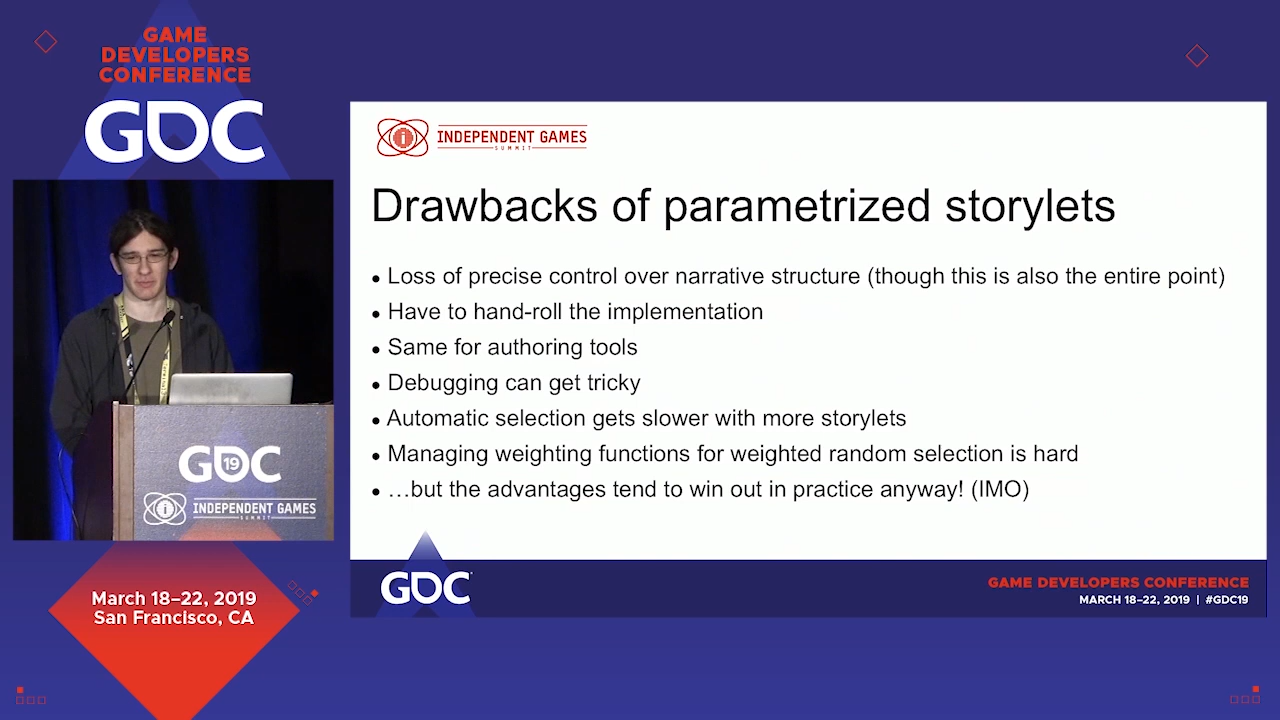 GAME
DEVELOPERS
CONFERENCE
GDC
INDEPENDENT GAMES
SUMMIT
Drawbacks of parametrized storylets
• Loss of precise control over narrative structure (though this is also the entire point)
• Have to hand-roll the implementation
• Same for authoring tools
• Debugging can get tricky
• Automatic selection gets slower with more storylets
• Managing weighting functions for weighted random selection is hard
• …but the advantages tend to win out in practice anyway! (IMO)
GDC
19
INDEPENDENT GAMES
SUMMIT
March 18–22, 2019
San Francisco, CA
GDC
GAME DEVELOPERS CONFERENCE
MARCH 18–22, 2019 | #GDC19